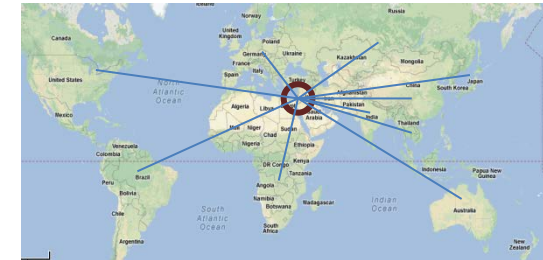 Norway
Russia
Canada
United
Kingdom
Poland
Germany
Ukraine
France
Kazakhstan
Mongolia
Spain
Italy
United States
Turkey
Japan
North
Atlantic
Ocean
Afghanistan
China
South Korea
Iran
Pakistan
Algeria
Libya
Mexico
Saudi
Arabia
India
Mali
Niger
Sudan
Thailand
Chad
Venezuela
Nigeria
Ethiopia
Colombia
DR Congo
Kenya
Indonesia
Papua New
Guinea
Brazil
Tanzania
Peru
Angola
Bolivia
Namibia
Madagascar
Indian
Ocean
Botswana
South
Atlantic
Ocean
Australia
Chile
South
Africa
Argentina
New
Zealand